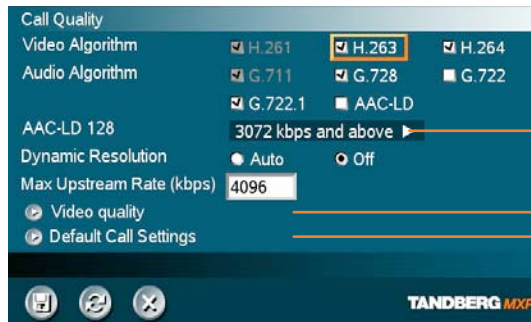 Call Quality
Video Algorithm H.261 H.263 H.264
Audio Algorithm G.711 G.728 G.722
G.722.1 AAC-LD
AAC-LD 128 3072 kbps and above
Dynamic Resolution Auto Off
Max Upstream Rate (kbps) 4096
Video quality
Default Call Settings
TANDBERG MXP